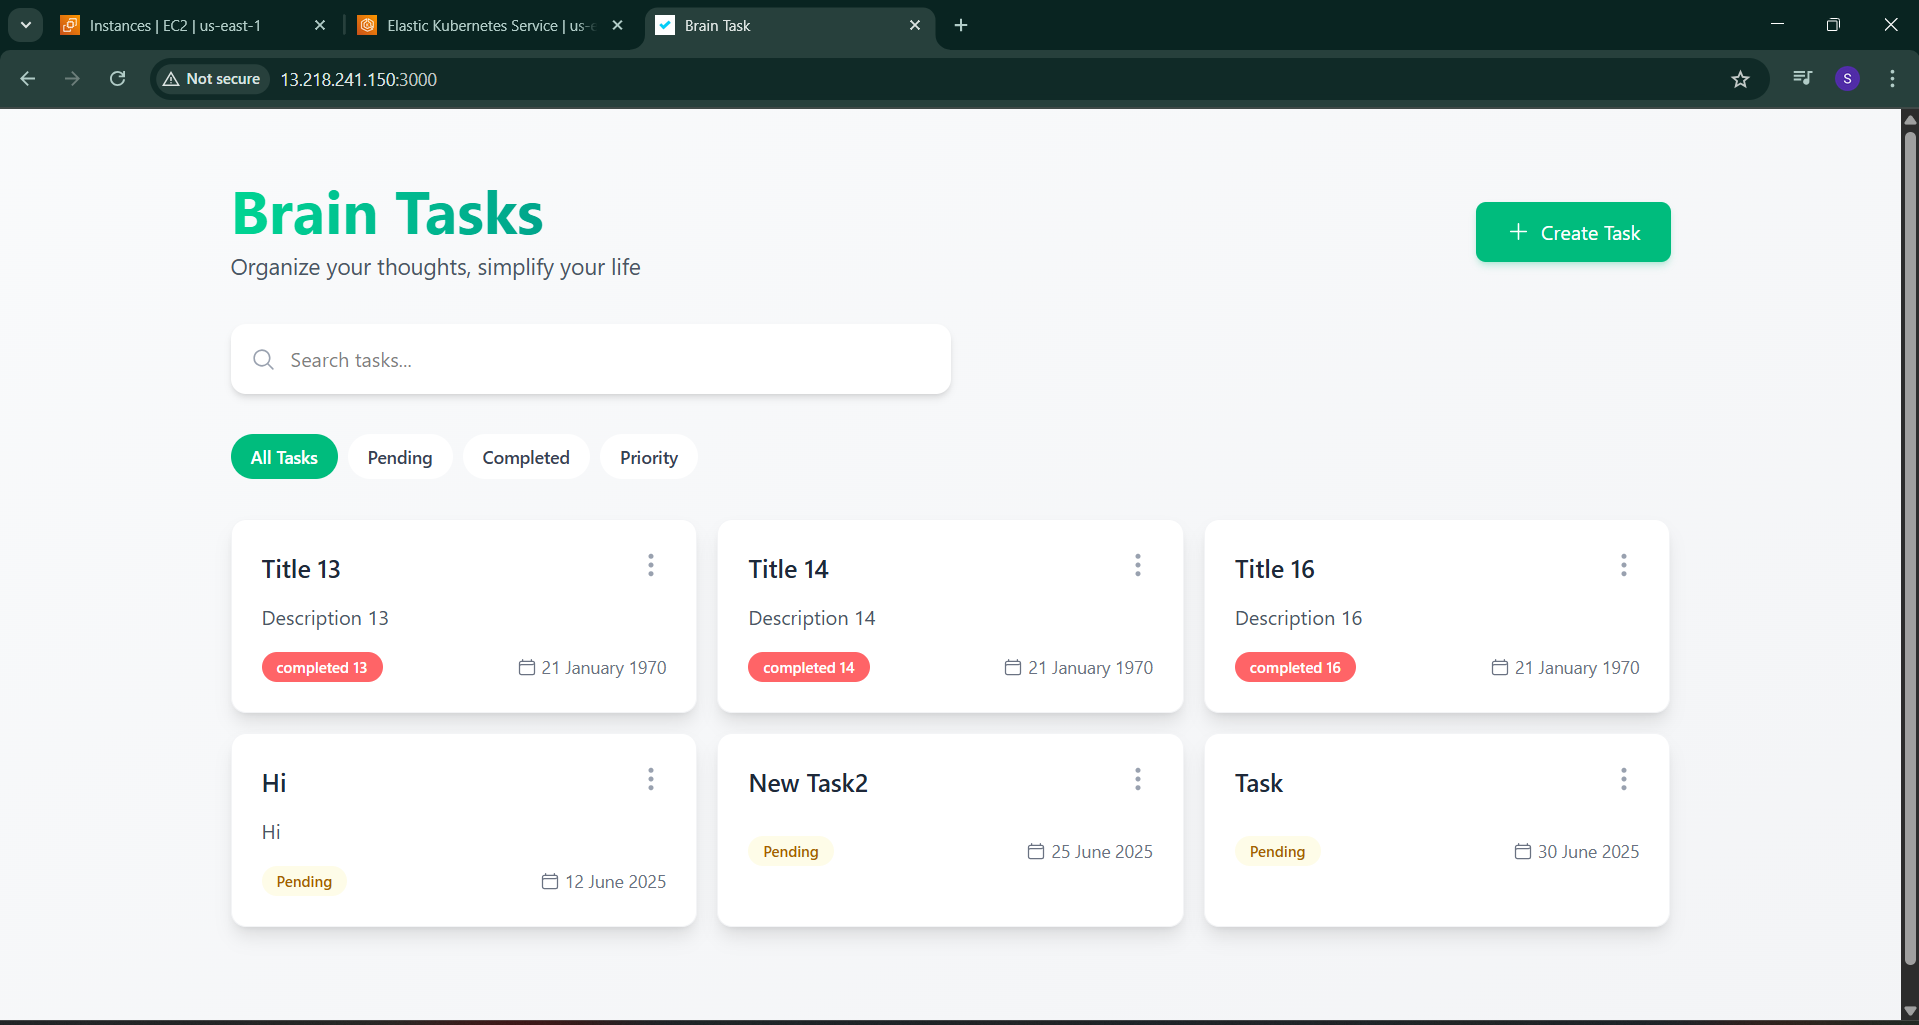 Instances | EC2 | us-east-1
Elastic Kubernetes Service | us-e
Brain Task
Not secure
13.218.241.150:3000
S
Brain Tasks
Organize your thoughts, simplify your life
Create Task
Search tasks...
All Tasks
Pending
Completed
Priority
Title 13
Description 13
completed 13
21 January 1970
Title 14
Description 14
completed 14
21 January 1970
Title 16
Description 16
completed 16
21 January 1970
Hi
Hi
Pending
12 June 2025
New Task2
Pending
25 June 2025
Task
Pending
30 June 2025